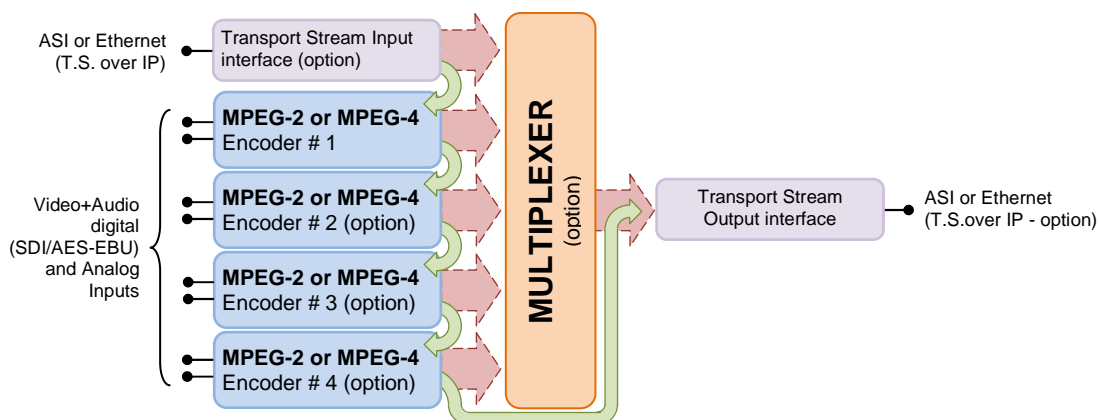 ASI or Ethernet
(T.S. over IP)
Transport Stream Input
interface (option)
MPEG-2 or MPEG-4
Encoder # 1
MPEG-2 or MPEG-4
Encoder # 2 (option)
MPEG-2 or MPEG-4
Encoder # 3 (option)
MPEG-2 or MPEG-4
Encoder # 4 (option)
Video+Audio
digital
(SDI/AES-EBU)
and Analog
Inputs
MULTIPLEXER
(option)
Transport Stream
Output interface
ASI or Ethernet
(T.S.over IP - option)